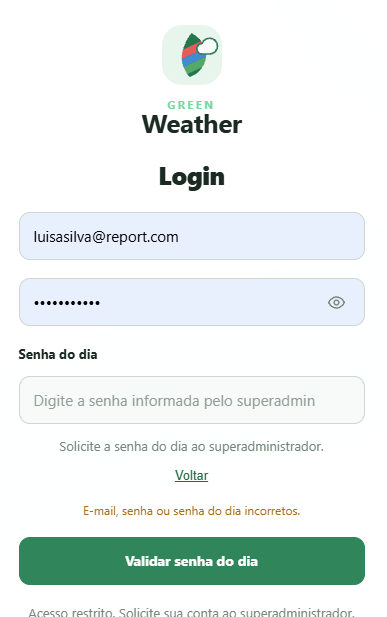 GREEN
Weather
Login
luisasilva@report.com
•••••••••••
Senha do dia
Digite a senha informada pelo superadmin
Solicite a senha do dia ao superadministrador.
Voltar
E-mail, senha ou senha do dia incorretos.
Validar senha do dia
Acesso restrito. Solicite sua conta ao superadministrador.